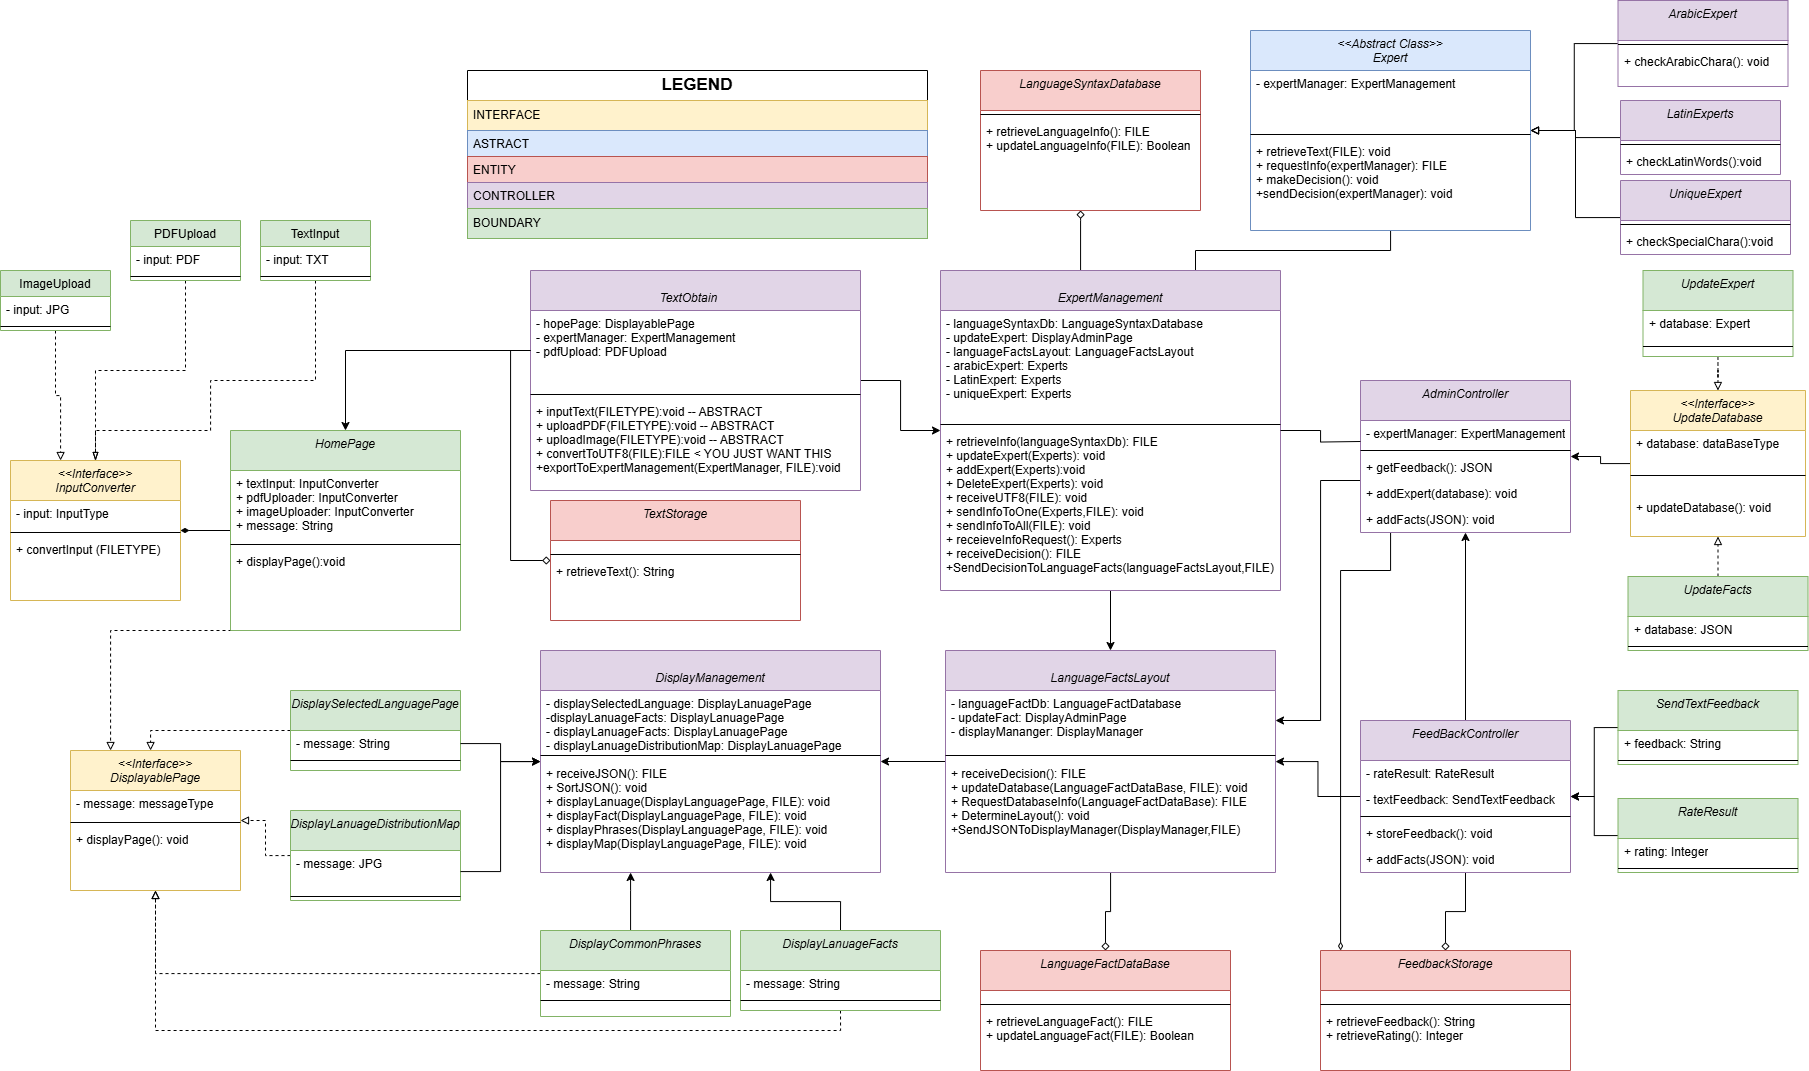 LEGEND
INTERFACE
ASTRACT
ENTITY
CONTROLLER
BOUNDARY
LanguageSyntaxDatabase
+ retrieveLanguageInfo(): FILE
+ updateLanguageInfo(FILE): Boolean
<<Abstract Class>>
Expert
- expertManager: ExpertManagement
+ retrieveText(FILE): void
+ requestInfo(expertManager): FILE
+ makeDecision(): void
+sendDecision(expertManager): void
ArabicExpert
+ checkArabicChara(): void
LatinExperts
+ checkLatinWords():void
UniqueExpert
+ checkSpecialChara():void
ImageUpload
- input: JPG
PDFUpload
- input: PDF
TextInput
- input: TXT
TextObtain
- hopePage: DisplayablePage
- expertManager: ExpertManagement
- pdfUpload: PDFUpload
+ inputText(FILETYPE):void -- ABSTRACT
+ uploadPDF(FILETYPE):void -- ABSTRACT
+ uploadImage(FILETYPE):void -- ABSTRACT
+ convertToUTF8(FILE):FILE < YOU JUST WANT THIS
+exportToExpertManagement(ExpertManager, FILE):void
ExpertManagement
- languageSyntaxDb: LanguageSyntaxDatabase
- updateExpert: DisplayAdminPage
- languageFactsLayout: LanguageFactsLayout
- arabicExpert: Experts
- LatinExpert: Experts
- uniqueExpert: Experts
+ retrieveInfo(languageSyntaxDb): FILE
+ updateExpert(Experts): void
+ addExpert(Experts):void
+ DeleteExpert(Experts): void
+ receiveUTF8(FILE): void
+ sendInfoToOne(Experts,FILE): void
+ sendInfoToAll(FILE): void
+ receieveInfoRequest(): Experts
+ receiveDecision(): FILE
+SendDecisionToLanguageFacts(languageFactsLayout,FILE)
UpdateExpert
+ database: Expert
AdminController
- expertManager: ExpertManagement
+ getFeedback(): JSON
+ addExpert(database): void
+ addFacts(JSON): void
<<Interface>>
UpdateDatabase
+ database: dataBaseType
+ updateDatabase(): void
UpdateFacts
+ database: JSON
<<Interface>>
InputConverter
- input: InputType
+ convertInput (FILETYPE)
HomePage
+ textInput: InputConverter
+ pdfUploader: InputConverter
+ imageUploader: InputConverter
+ message: String
+ displayPage():void
TextStorage
+ retrieveText(): String
DisplaySelectedLanguagePage
- message: String
<<Interface>>
DisplayablePage
- message: messageType
+ displayPage(): void
DisplayLanuageDistributionMap
- message: JPG
DisplayManagement
- displaySelectedLanguage: DisplayLanuagePage
-displayLanuageFacts: DisplayLanuagePage
- displayLanuageFacts: DisplayLanuagePage
- displayLanuageDistributionMap: DisplayLanuagePage
+ receiveJSON(): FILE
+ SortJSON(): void
+ displayLanuage(DisplayLanguagePage, FILE): void
+ displayFact(DisplayLanguagePage, FILE): void
+ displayPhrases(DisplayLanguagePage, FILE): void
+ displayMap(DisplayLanguagePage, FILE): void
LanguageFactsLayout
- languageFactDb: LanguageFactDatabase
- updateFact: DisplayAdminPage
- displayMananger: DisplayManager
+ receiveDecision(): FILE
+ updateDatabase(LanguageFactDataBase, FILE): void
+ RequestDatabaseInfo(LanguageFactDataBase): FILE
+ DetermineLayout(): void
+SendJSONToDisplayManager(DisplayManager,FILE)
FeedBackController
- rateResult: RateResult
- textFeedback: SendTextFeedback
+ storeFeedback(): void
+ addFacts(JSON): void
SendTextFeedback
+ feedback: String
RateResult
+ rating: Integer
DisplayCommonPhrases
- message: String
DisplayLanuageFacts
- message: String
LanguageFactDataBase
+ retrieveLanguageFact(): FILE
+ updateLanguageFact(FILE): Boolean
FeedbackStorage
+ retrieveFeedback(): String
+ retrieveRating(): Integer